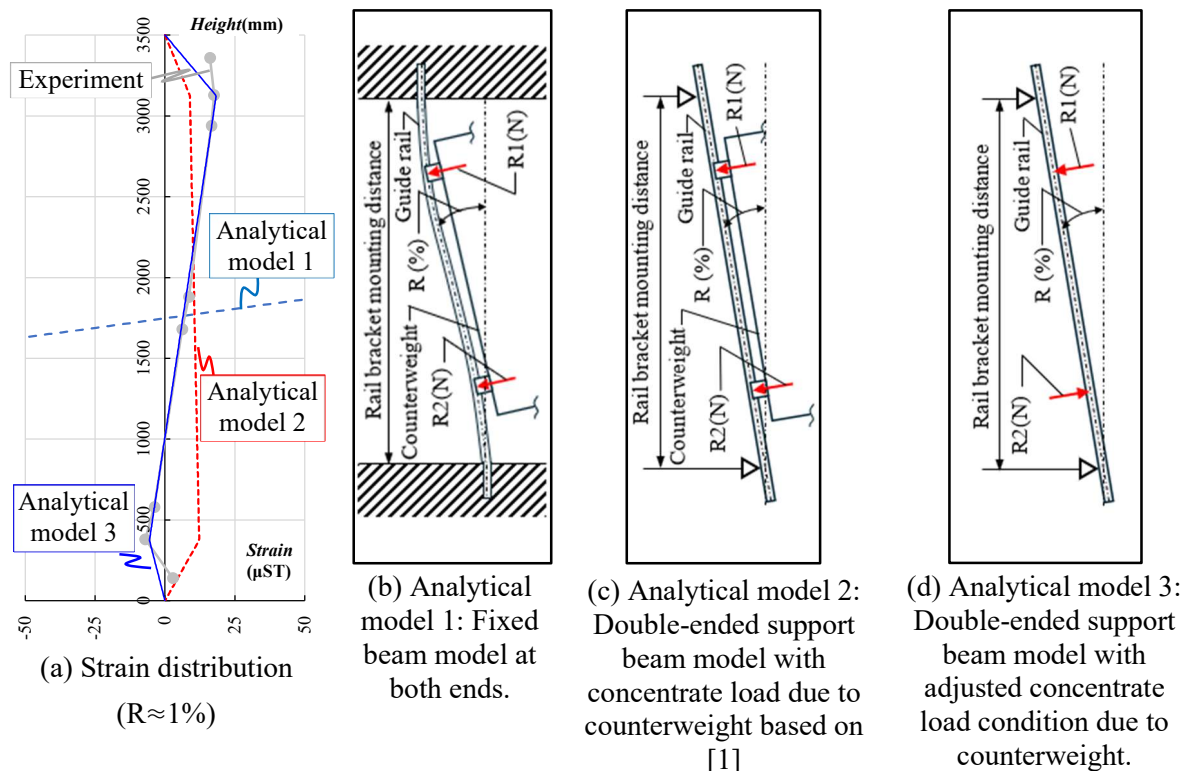 Height(mm)
3500
3000
2500
2000
1500
1000
500
0
-50
-25
0
25
50
Experiment
Analytical
model 1
Analytical
model 2
Analytical
model 3
Strain
(μST)
(a) Strain distribution
(R≈1%)
Rail bracket mounting distance
Counterweight
Guide rail
R (%)
R1(N)
R2(N)
(b) Analytical
model 1: Fixed
beam model at
both ends.
Rail bracket mounting distance
Counterweight
Guide rail
R (%)
R1(N)
R2(N)
(c) Analytical model 2:
Double-ended support
beam model with
concentrate load due to
counterweight based on
[1]
Rail bracket mounting distance
Guide rail
R (%)
R1(N)
R2(N)
(d) Analytical model 3:
Double-ended support
beam model with
adjusted concentrate
load condition due to
counterweight.